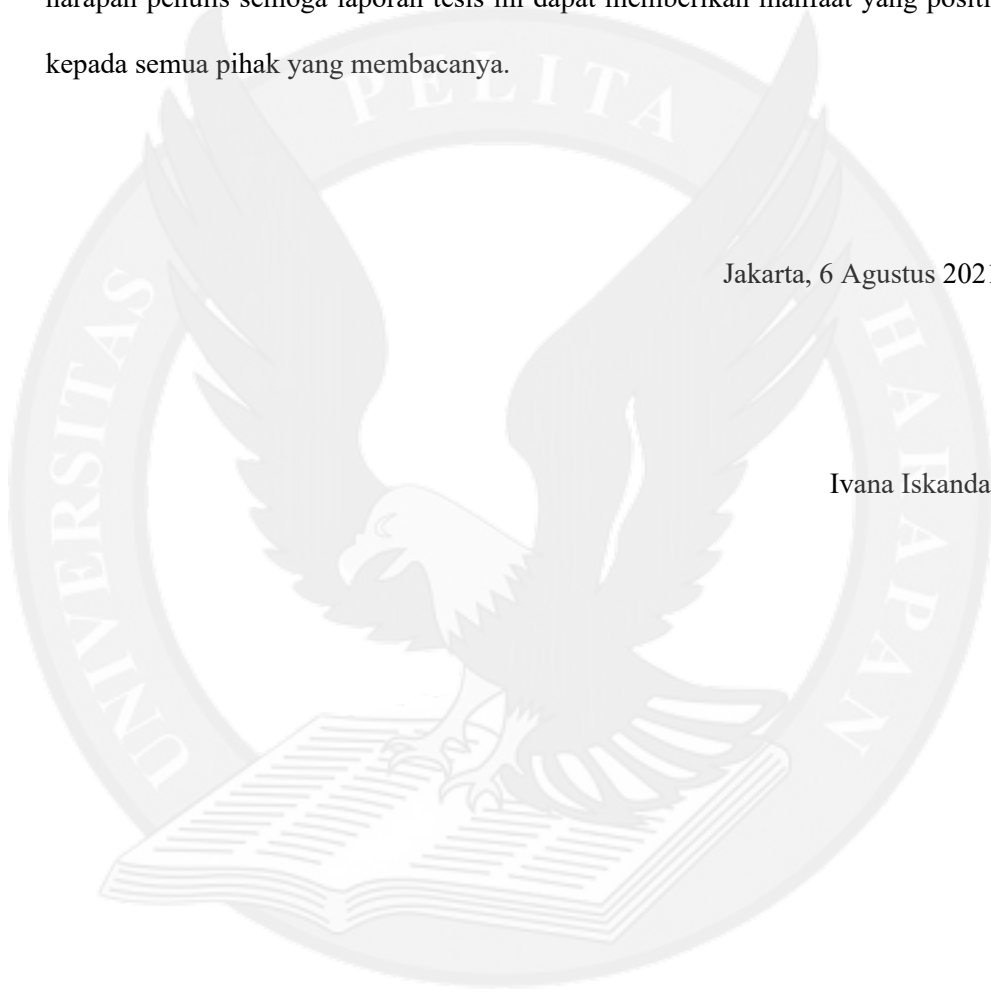 harapan penulis semoga laporan tesis ini dapat memberikan manfaat yang positi
kepada semua pihak yang membacanya.
PELITA
Jakarta, 6 Agustus 2021
UNIVERSITAS
HARAPAN
Ivana Iskanda